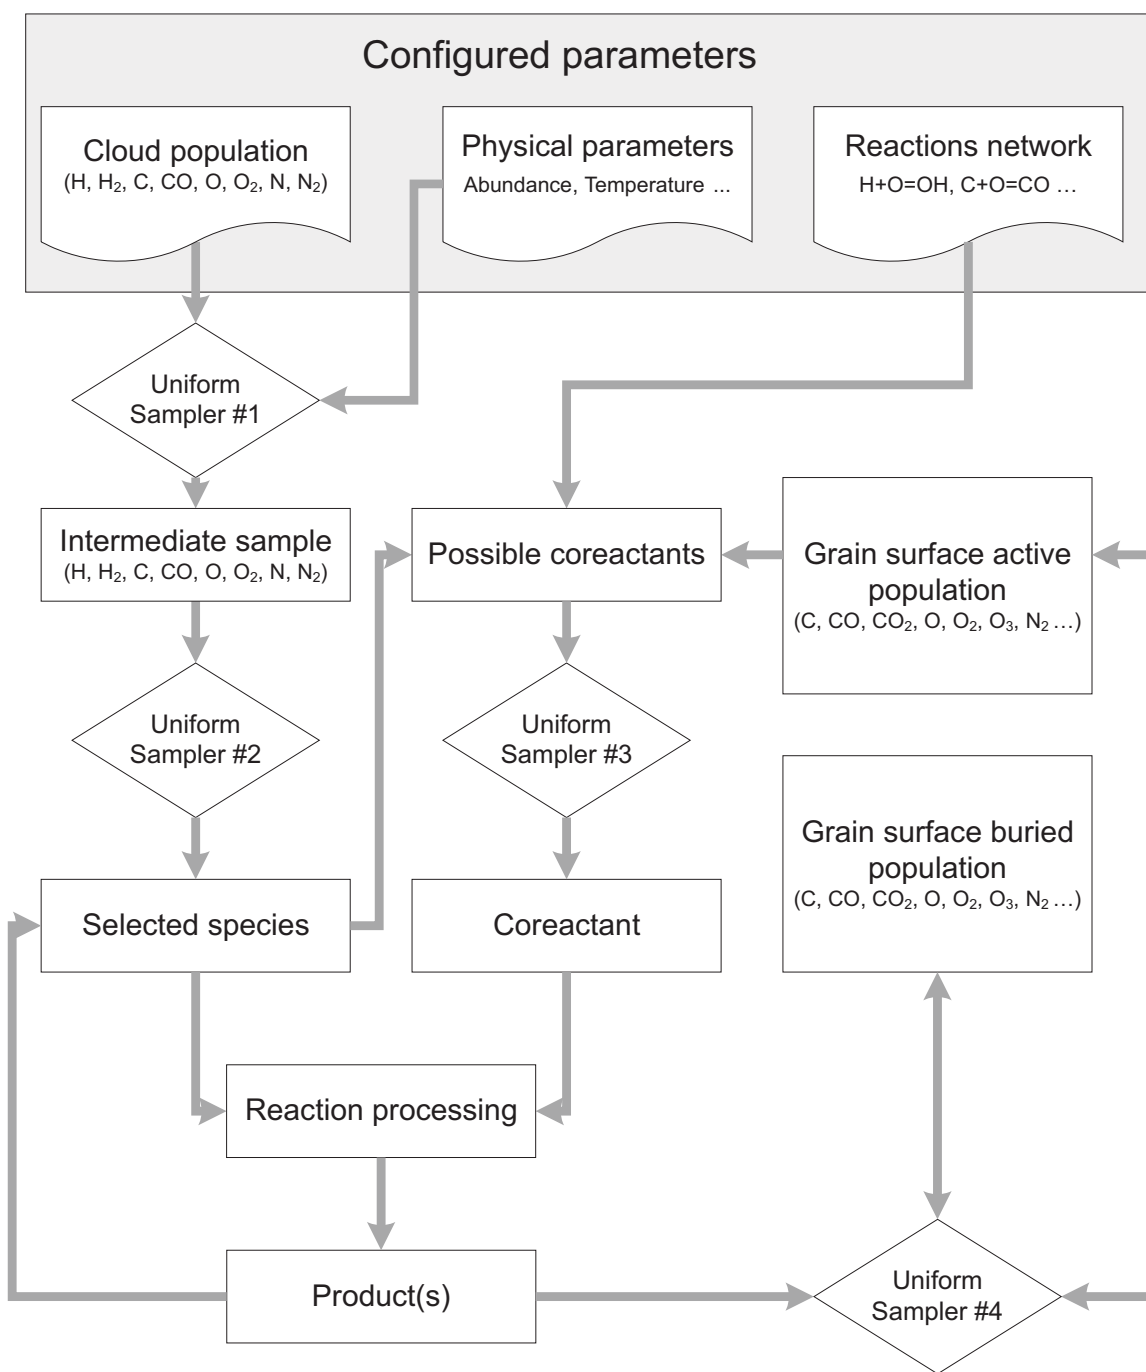 Configured parameters
Cloud population
(H, H₂, C, CO, O, O₂, N, N₂)
Physical parameters
Abundance, Temperature ...
Reactions network
H+O=OH, C+O=CO ...
Uniform
Sampler #1
Intermediate sample
(H, H₂, C, CO, O, O₂, N, N₂)
Possible coreactants
Grain surface active
population
(C, CO, CO₂, O, O₂, O₃, N₂ ...)
Uniform
Sampler #2
Uniform
Sampler #3
Grain surface buried
population
(C, CO, CO₂, O, O₂, O₃, N₂ ...)
Selected species
Coreactant
Reaction processing
Product(s)
Uniform
Sampler #4